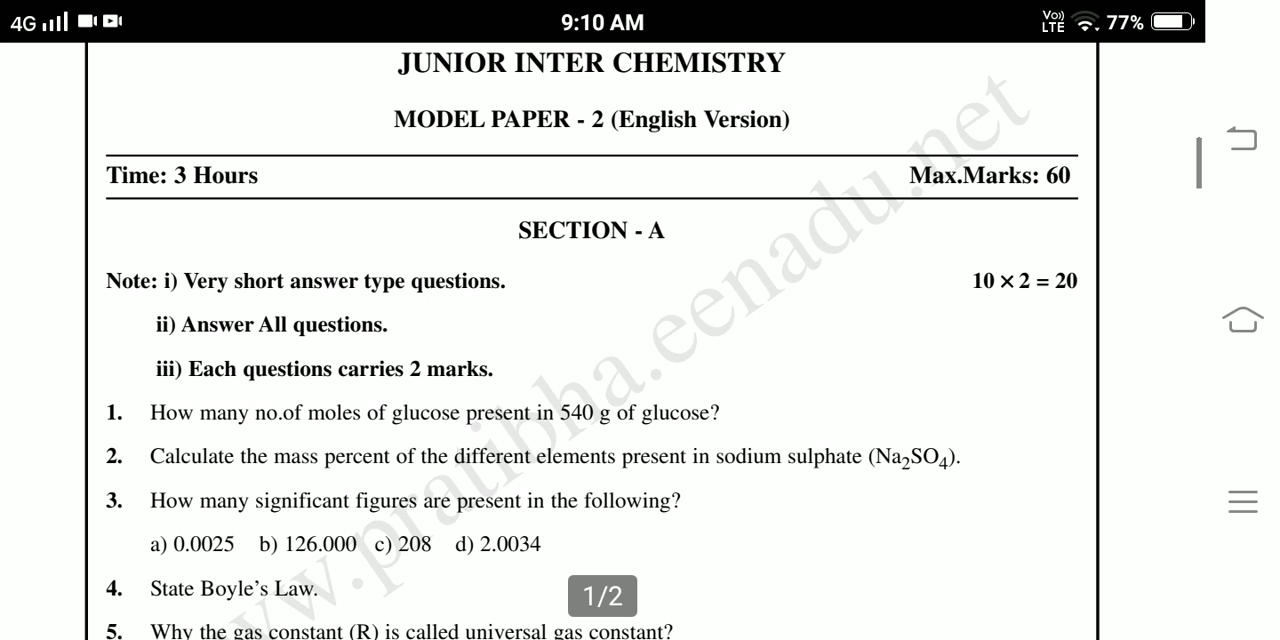 4G 9:10 AM Vo)) LTE 77%
JUNIOR INTER CHEMISTRY
MODEL PAPER - 2 (English Version)
Time: 3 Hours Max.Marks: 60
SECTION - A
Note: i) Very short answer type questions. 10 × 2 = 20
ii) Answer All questions.
iii) Each questions carries 2 marks.
1. How many no.of moles of glucose present in 540 g of glucose?
2. Calculate the mass percent of the different elements present in sodium sulphate (Na₂SO₄).
3. How many significant figures are present in the following?
a) 0.0025 b) 126.000 c) 208 d) 2.0034
4. State Boyle’s Law.
1/2
5. Why the gas constant (R) is called universal gas constant?
w.pratibha.eenadu.net